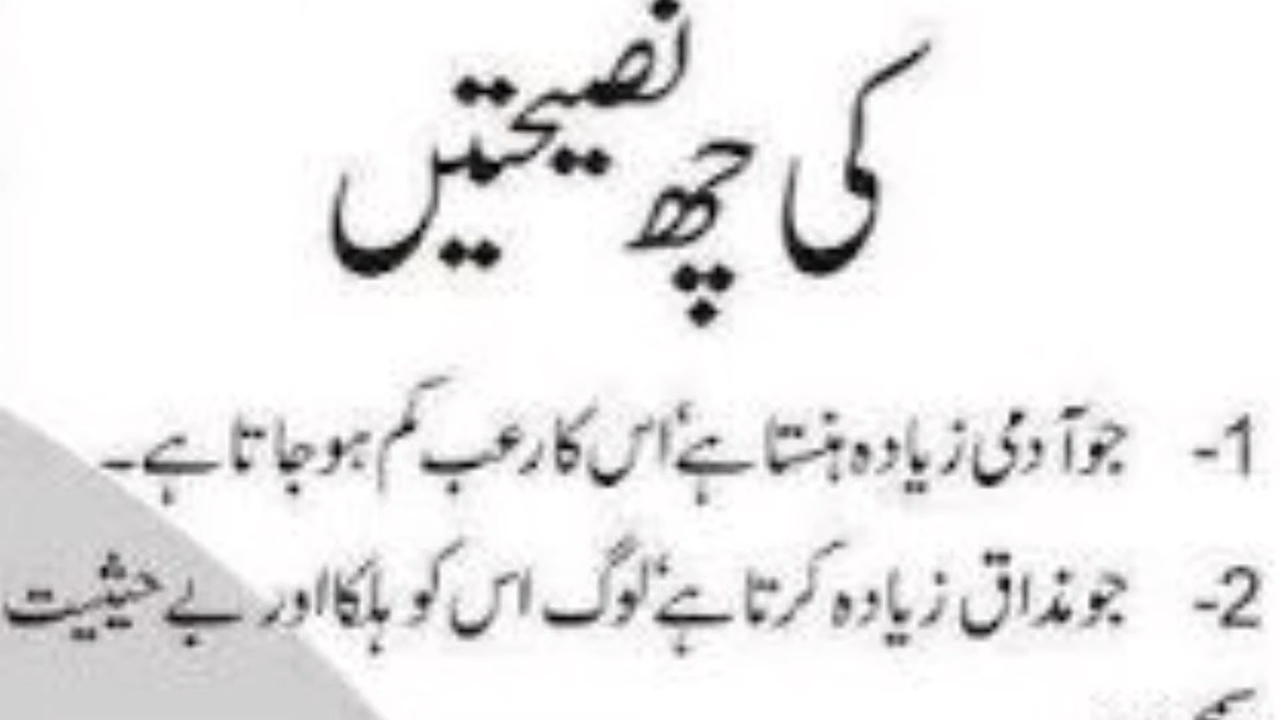 کی چھ نصیحتیں
1- جو آدمی زیادہ ہنستا ہے‘ اس کا رعب کم ہو جاتا ہے۔
2- جو مذاق زیادہ کرتا ہے‘ لوگ اس کو ہلکا اور بے حیثیت